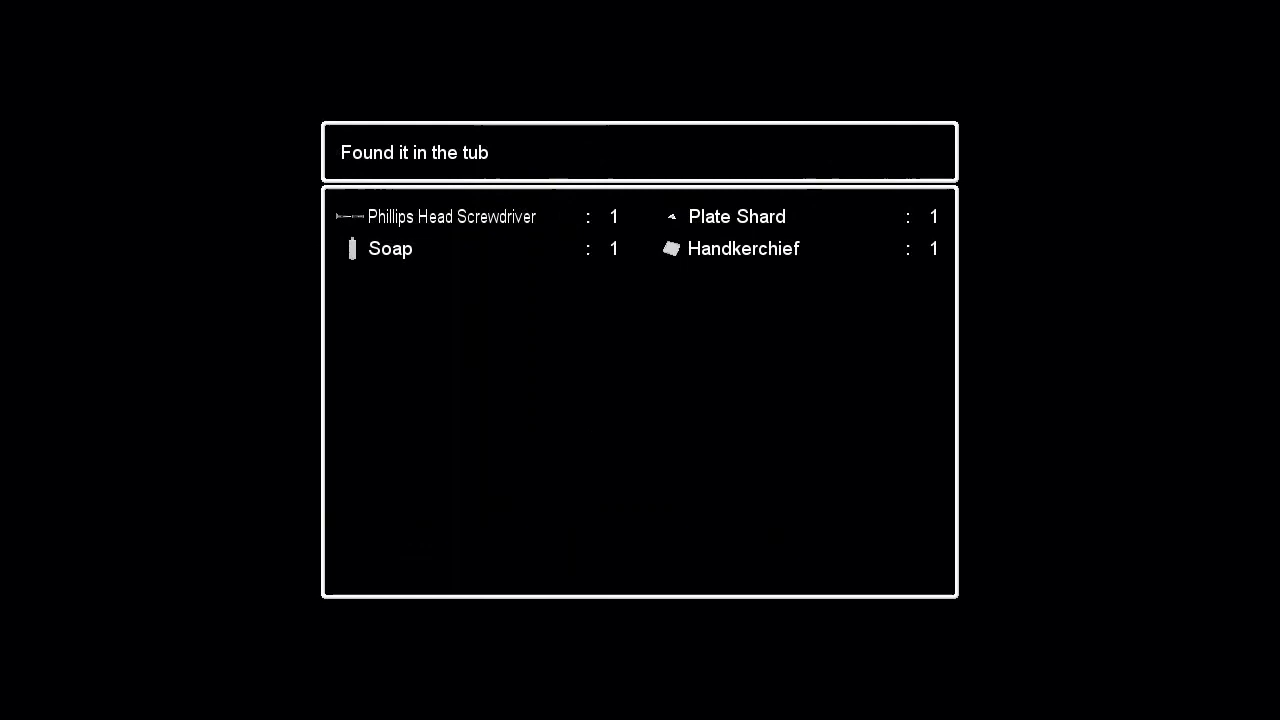 Found it in the tub
Phillips Head Screwdriver : 1 Plate Shard : 1
Soap : 1 Handkerchief : 1